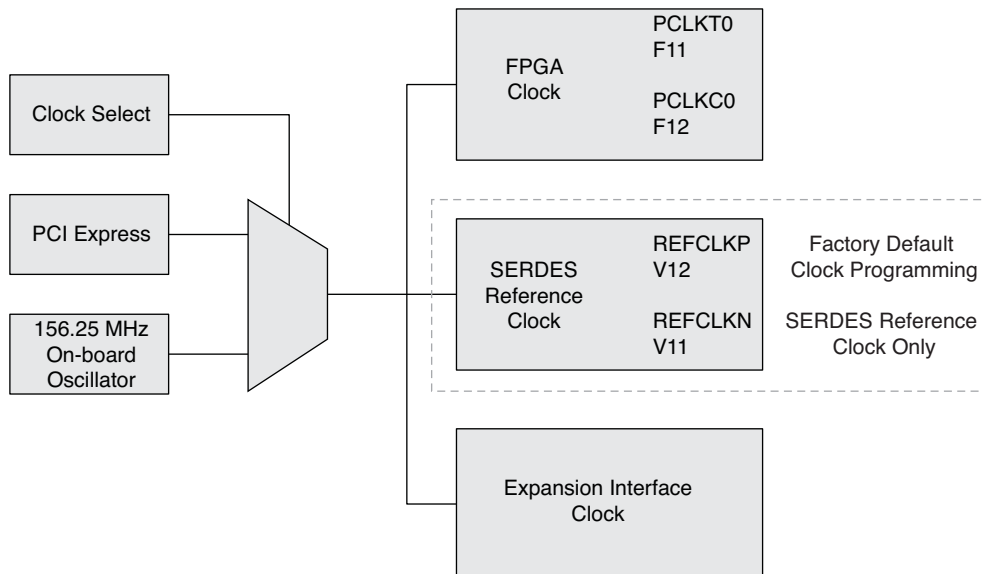 Clock Select
PCI Express
156.25 MHz
On-board
Oscillator
FPGA
Clock
PCLKT0
F11
PCLKC0
F12
SERDES
Reference
Clock
REFCLKP
V12
REFCLKN
V11
Factory Default
Clock Programming
SERDES Reference
Clock Only
Expansion Interface
Clock